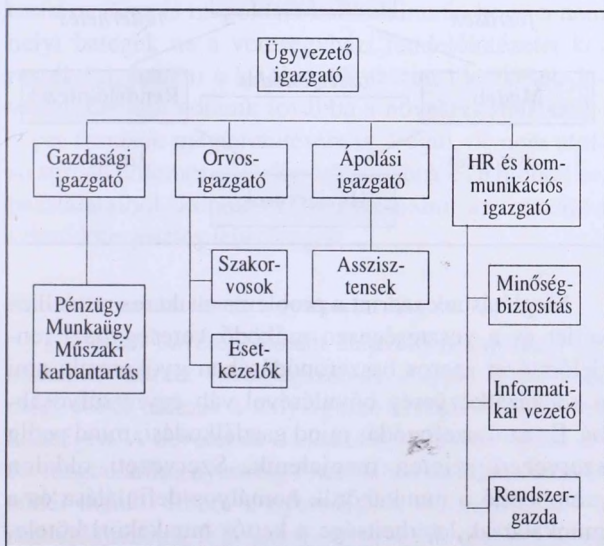 Ügyvezető
igazgató
Gazdasági
igazgató
Orvos-
igazgató
Ápolási
igazgató
HR és kom-
munikációs
igazgató
Pénzügy
Munkaügy
Műszaki
karbantartás
Szakor-
vosok
Eset-
kezelők
Asszisz-
tensek
Minőség-
biztosítás
Informati-
kai vezető
Rendszer-
gazda